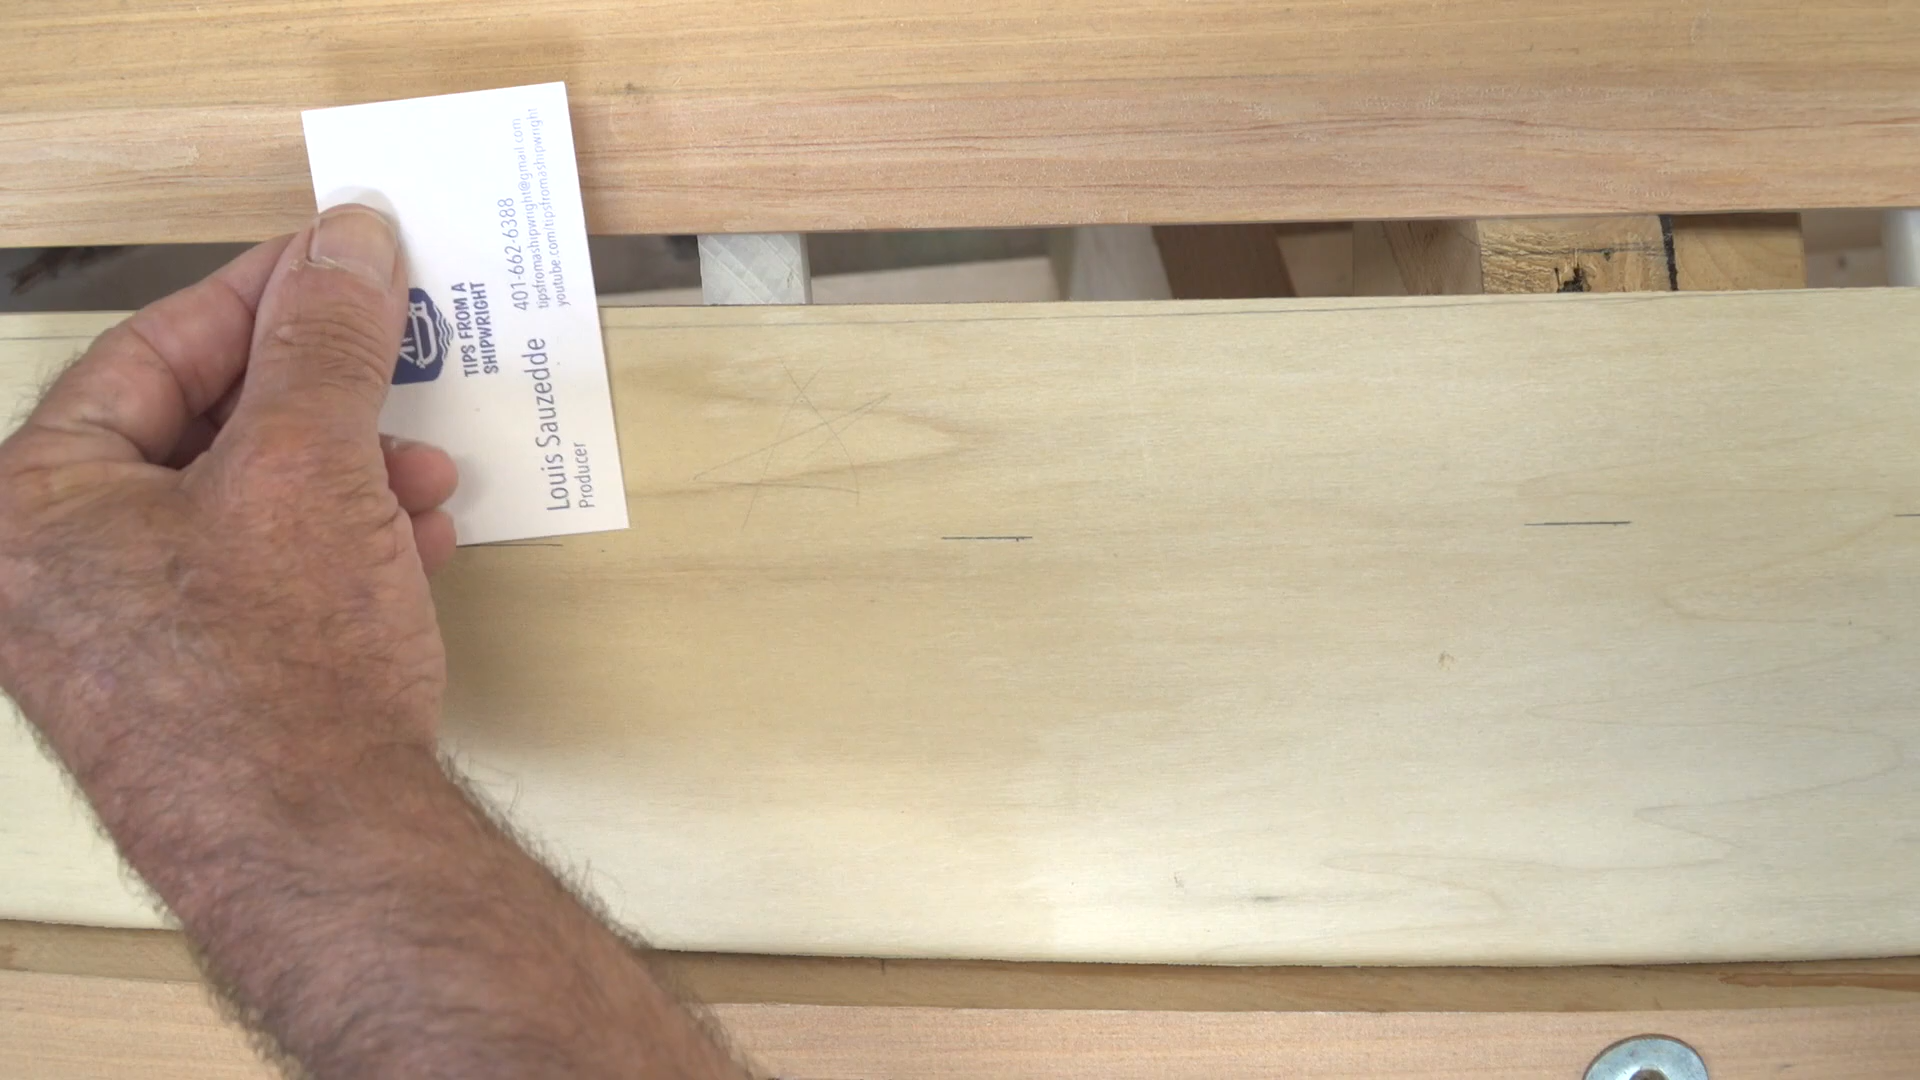 TIPS FROM A
SHIPWRIGHT
Louis Sauzedde
Producer
401-662-6388
tipsfromashipwright@gmail.com
youtube.com/tipsfromashipwright